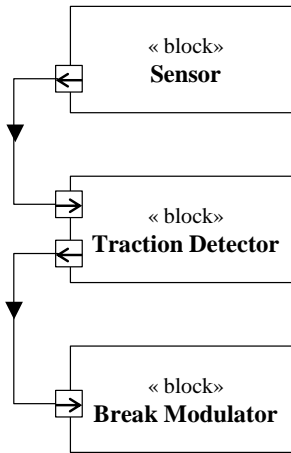 « block»
Sensor
« block»
Traction Detector
« block»
Break Modulator